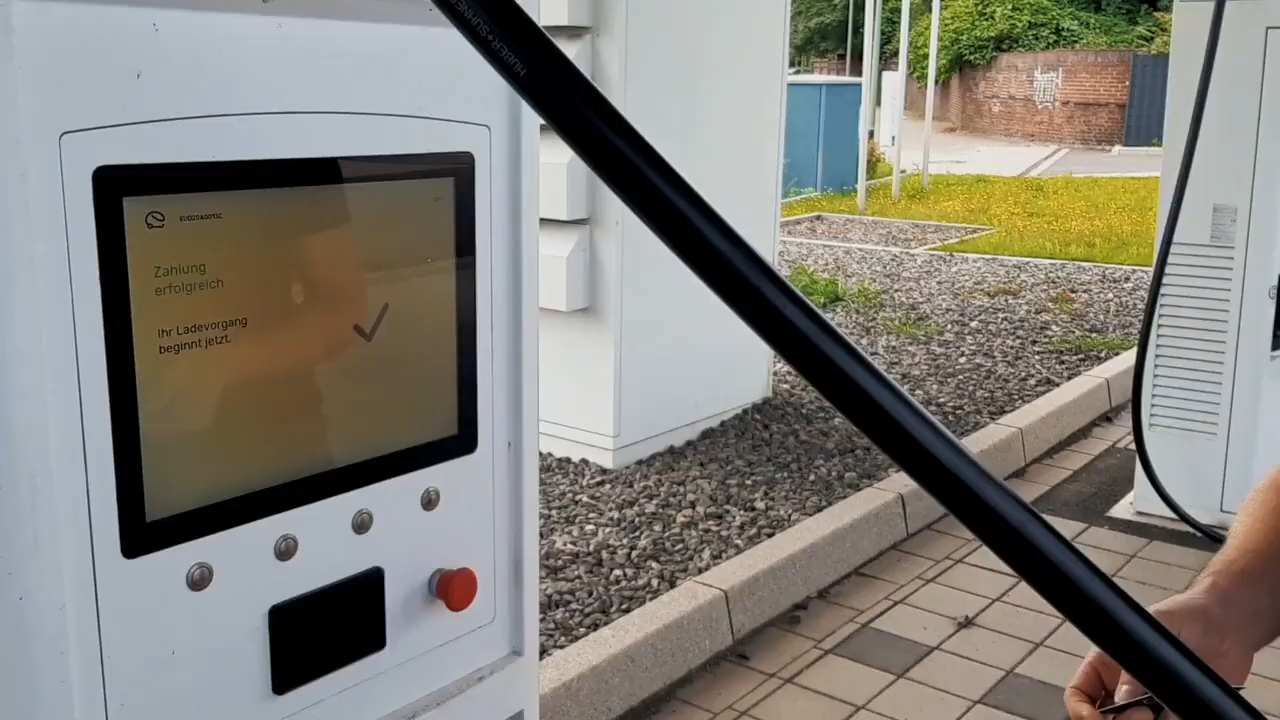 HUBER+SUHNER
Zahlung
erfolgreich
Ihr Ladevorgang
beginnt jetzt.